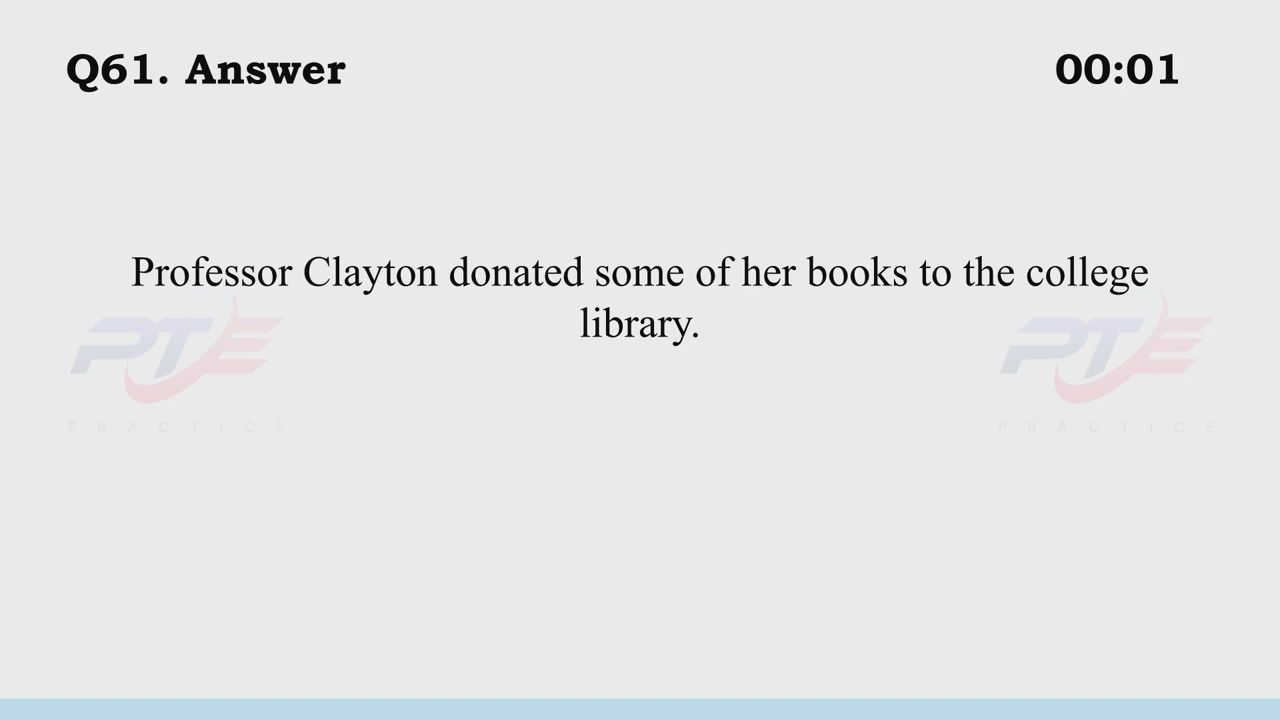 Q61. Answer
00:01
Professor Clayton donated some of her books to the college
library.
PTE
PRACTICE
PTE
PRACTICE